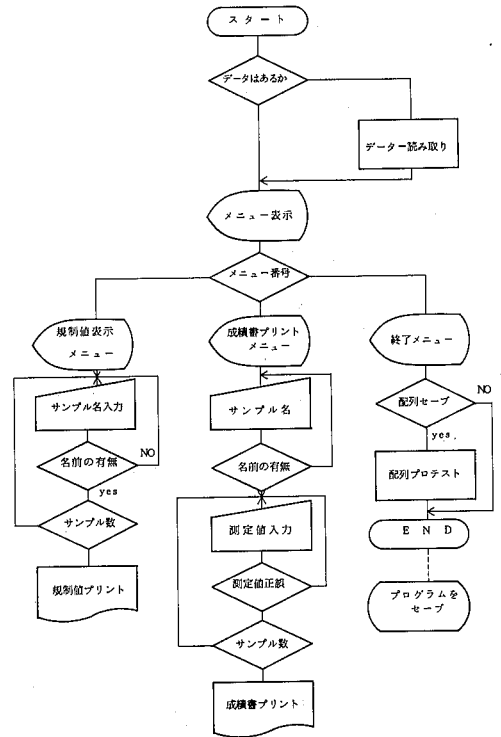 スタート
データはあるか
データー読み取り
メニュー表示
メニュー番号
規制値表示
メニュー
サンプル名入力
名前の有無
NO
yes
サンプル数
規制値プリント
成績審プリント
メニュー
サンプル名
名前の有無
測定値入力
測定値正誤
サンプル数
成績審プリント
終了メニュー
配列セーブ
NO
yes.
配列プロテスト
END
プログラムを
セーブ